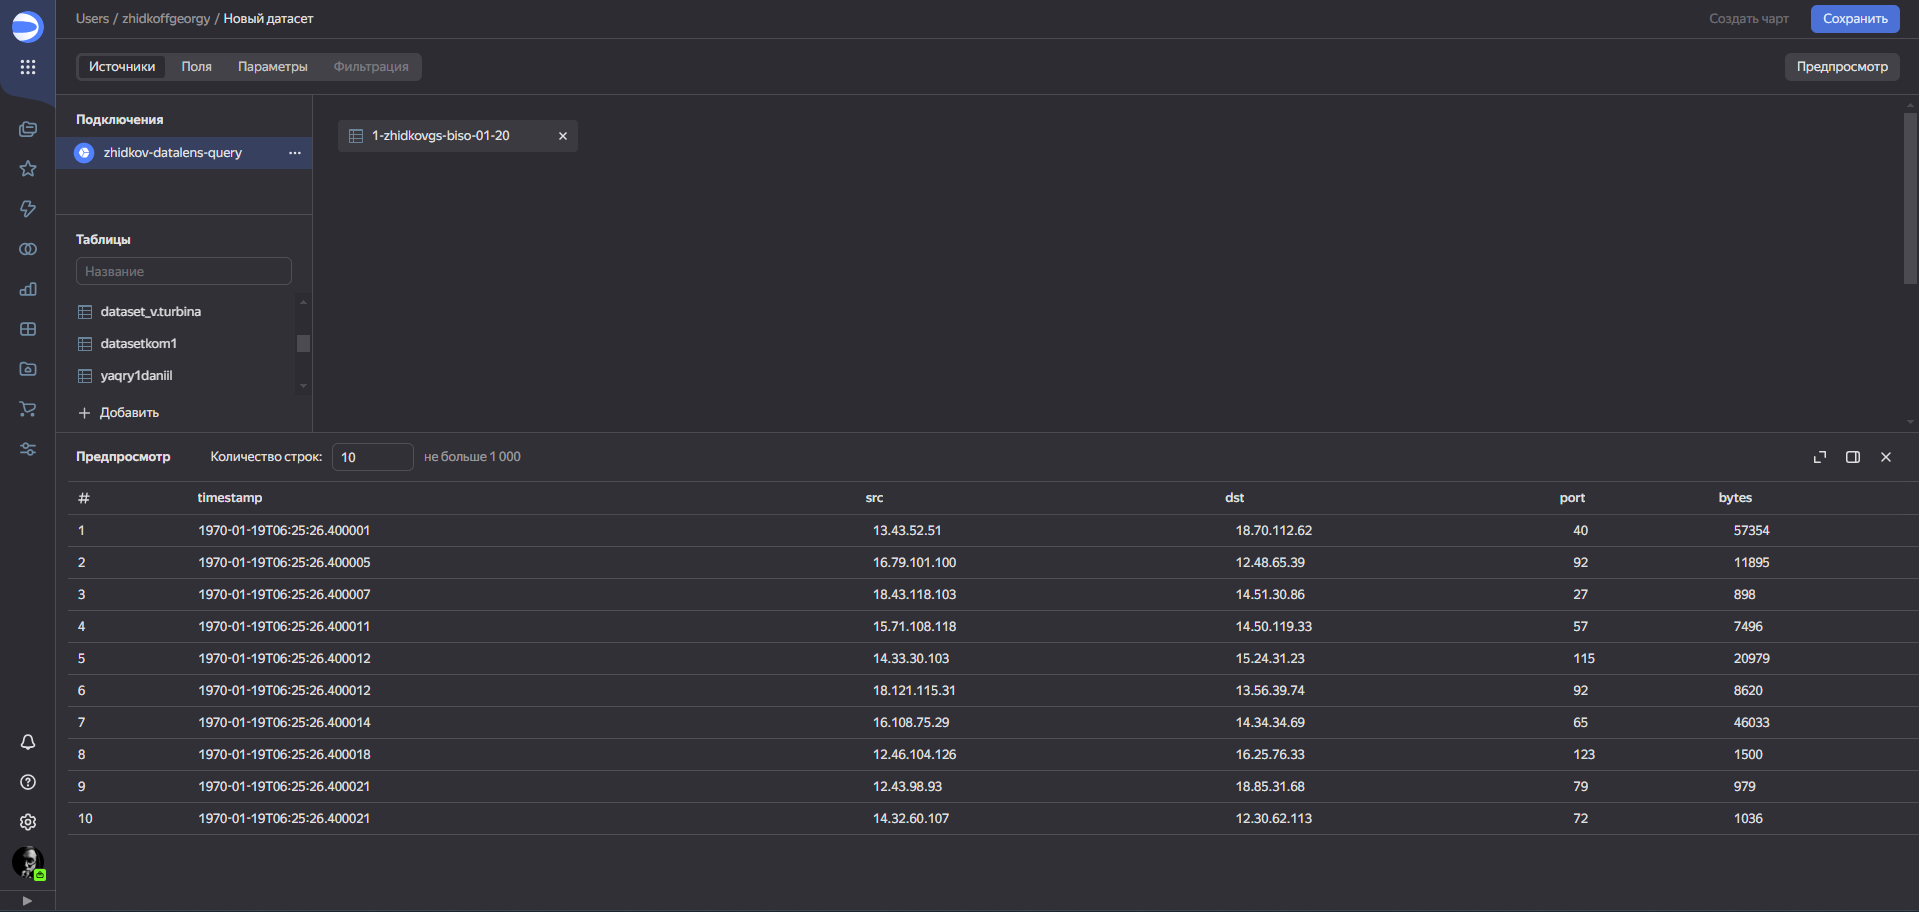 Users / zhidkoffgeorgy / Новый датасет
Создать чарт
Сохранить
Источники Поля Параметры Фильтрация
Предпросмотр
Подключения
zhidkov-datalens-query
1-zhidkovgs-biso-01-20
Таблицы
Название
dataset_v.turbina
datasetkom1
yaqry1daniil
Добавить
Предпросмотр Количество строк: 10 не больше 1 000
# timestamp src dst port bytes
1 1970-01-19T06:25:26.400001 13.43.52.51 18.70.112.62 40 57354
2 1970-01-19T06:25:26.400005 16.79.101.100 12.48.65.39 92 11895
3 1970-01-19T06:25:26.400007 18.43.118.103 14.51.30.86 27 898
4 1970-01-19T06:25:26.400011 15.71.108.118 14.50.119.33 57 7496
5 1970-01-19T06:25:26.400012 14.33.30.103 15.24.31.23 115 20979
6 1970-01-19T06:25:26.400012 18.121.115.31 13.56.39.74 92 8620
7 1970-01-19T06:25:26.400014 16.108.75.29 14.34.34.69 65 46033
8 1970-01-19T06:25:26.400018 12.46.104.126 16.25.76.33 123 1500
9 1970-01-19T06:25:26.400021 12.43.98.93 18.85.31.68 79 979
10 1970-01-19T06:25:26.400021 14.32.60.107 12.30.62.113 72 1036